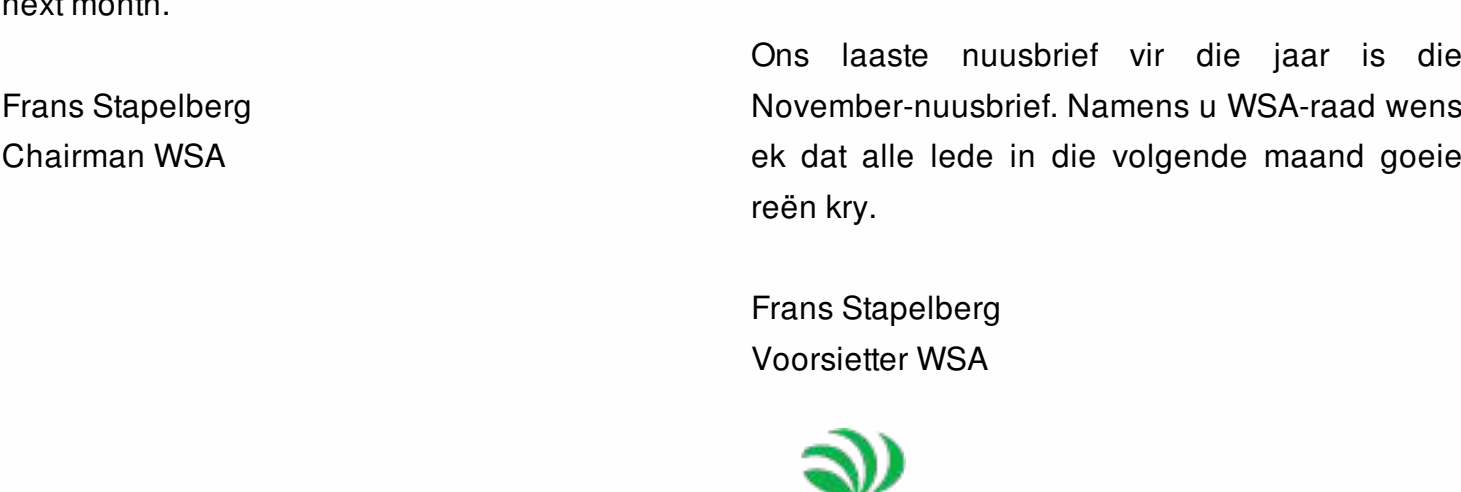 next month.
Frans Stapelberg
Chairman WSA
Ons laaste nuusbrief vir die jaar is die
November-nuusbrief. Namens u WSA-raad wens
ek dat alle lede in die volgende maand goeie
reën kry.
Frans Stapelberg
Voorsietter WSA